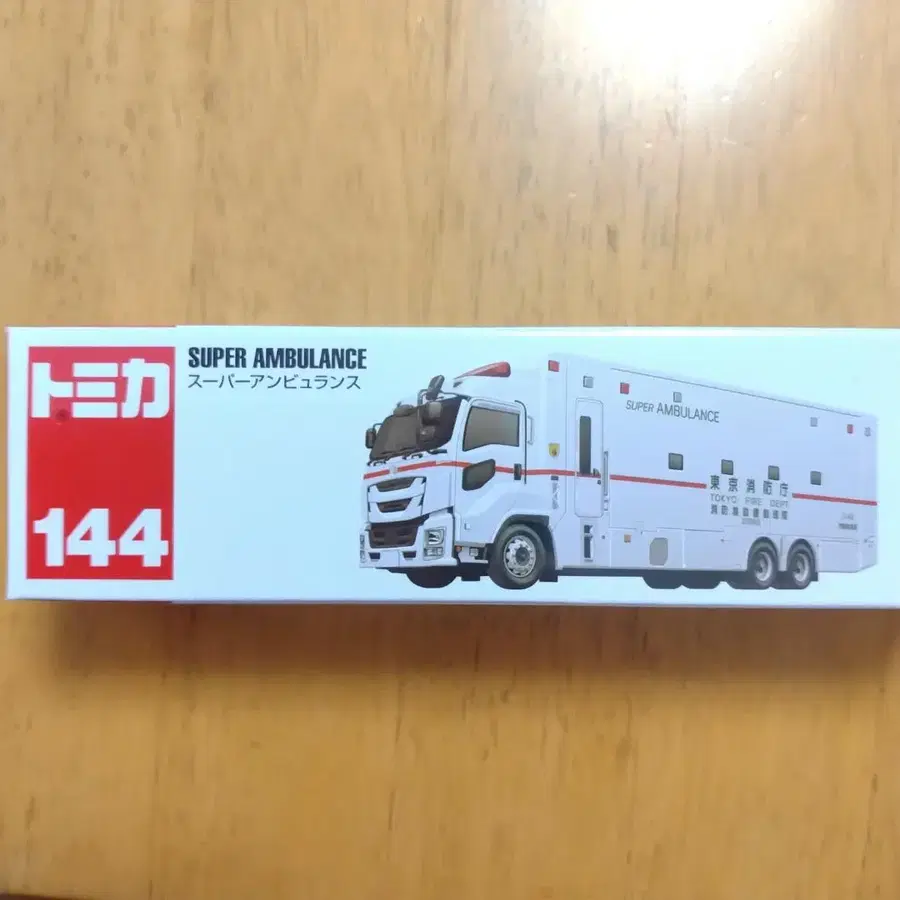 トミカ
144
SUPER AMBULANCE
スーパーアンビュランス
SUPER AMBULANCE
東京消防庁
TOKYO FIRE DEPT